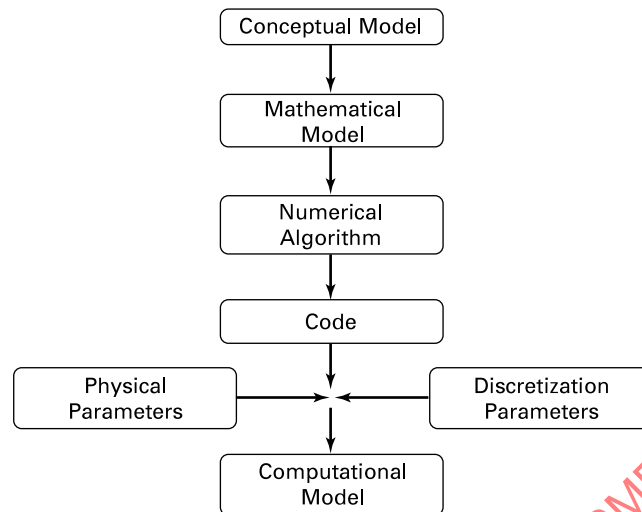 Conceptual Model
Mathematical
Model
Numerical
Algorithm
Code
Physical
Parameters
Discretization
Parameters
Computational
Model